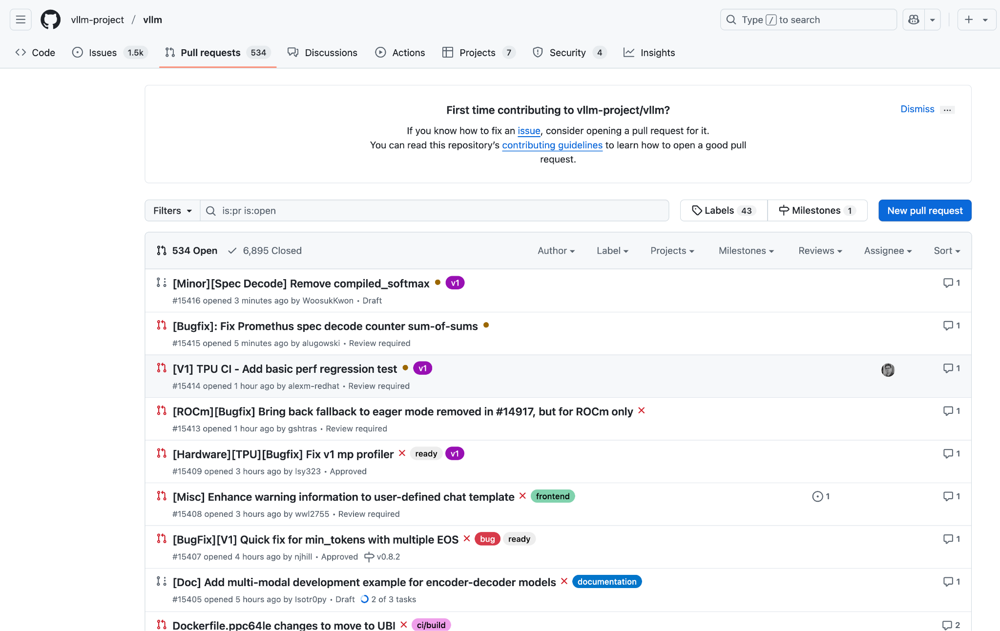 vllm-project / vllm
Type / to search
Code
Issues 1.5k
Pull requests 534
Discussions
Actions
Projects 7
Security 4
Insights
First time contributing to vllm-project/vllm?
Dismiss ...
If you know how to fix an issue, consider opening a pull request for it.
You can read this repository’s contributing guidelines to learn how to open a good pull
request.
Filters
is:pr is:open
Labels 43
Milestones 1
New pull request
534 Open
6,895 Closed
Author
Label
Projects
Milestones
Reviews
Assignee
Sort
[Minor][Spec Decode] Remove compiled_softmax v1 1
#15416 opened 3 minutes ago by WoosukKwon • Draft
[Bugfix]: Fix Promethus spec decode counter sum-of-sums 1
#15415 opened 5 minutes ago by alugowski • Review required
[V1] TPU CI - Add basic perf regression test v1 1
#15414 opened 1 hour ago by alexm-redhat • Review required
[ROCm][Bugfix] Bring back fallback to eager mode removed in #14917, but for ROCm only 1
#15413 opened 1 hour ago by gshtras • Review required
[Hardware][TPU][Bugfix] Fix v1 mp profiler ready v1 1
#15409 opened 3 hours ago by lsy323 • Approved
[Misc] Enhance warning information to user-defined chat template frontend 1 1
#15408 opened 3 hours ago by wwl2755 • Review required
[BugFix][V1] Quick fix for min_tokens with multiple EOS bug ready 1
#15407 opened 4 hours ago by njhill • Approved v0.8.2
[Doc] Add multi-modal development example for encoder-decoder models documentation 1
#15405 opened 5 hours ago by Isotr0py • Draft 2 of 3 tasks
Dockerfile.ppc64le changes to move to UBI ci/build 2